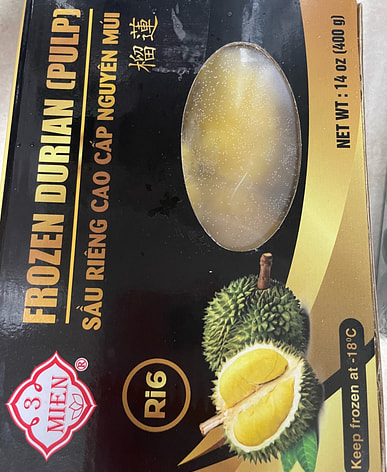 FROZEN DURIAN (PULP)
SẦU RIÊNG CAO CẤP NGUYÊN MÚI
榴蓮
3
MIEN®
Ri6
NET WT: 14 oz (400 g)
Keep frozen at -18ºC